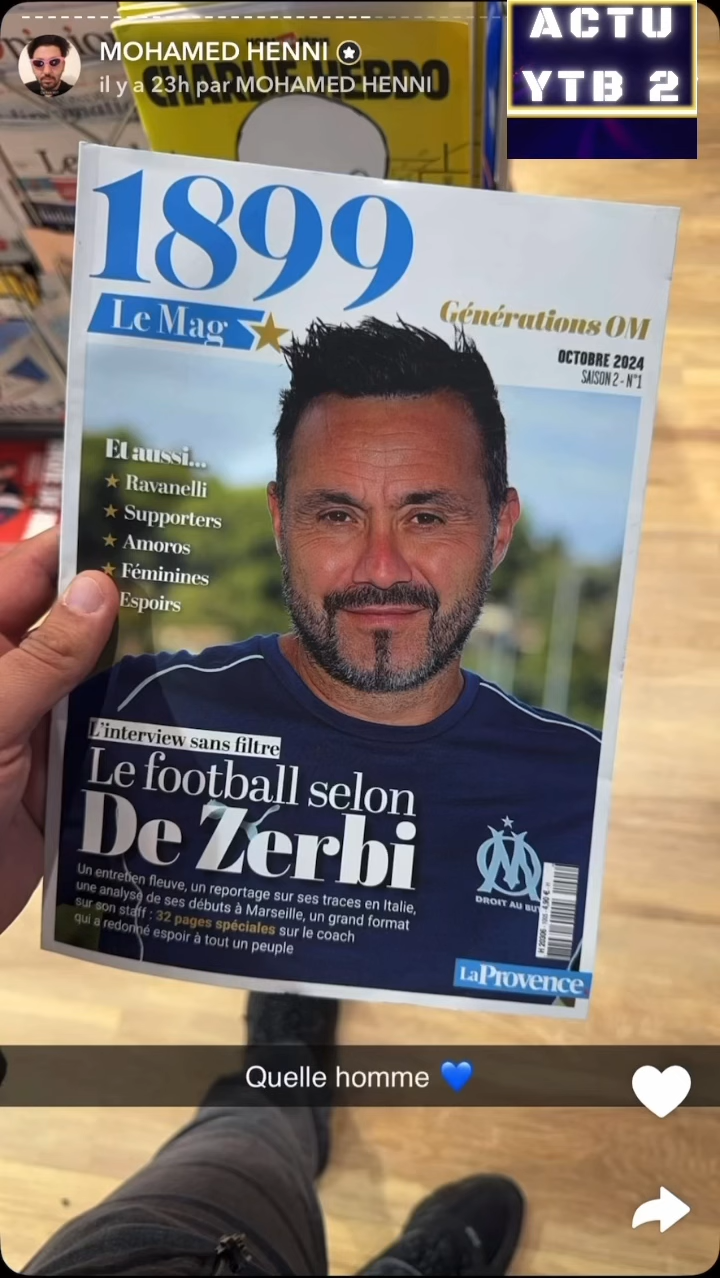 MOHAMED HENNI
il y a 23h par MOHAMED HENNI
ACTU
YTB 2
CHARLIE HEBDO
1899
Le Mag
Générations OM
OCTOBRE 2024
SAISON 2 - N°1
Et aussi...
Ravanelli
Supporters
Amoros
Féminines
Espoirs
L'interview sans filtre
Le football selon
De Zerbi
Un entretien fleuve, un reportage sur ses traces en Italie,
une analyse de ses débuts à Marseille, un grand format
sur son staff : 32 pages spéciales sur le coach
qui a redonné espoir à tout un peuple
DROIT AU BU
LaProvence
Quelle homme 💙